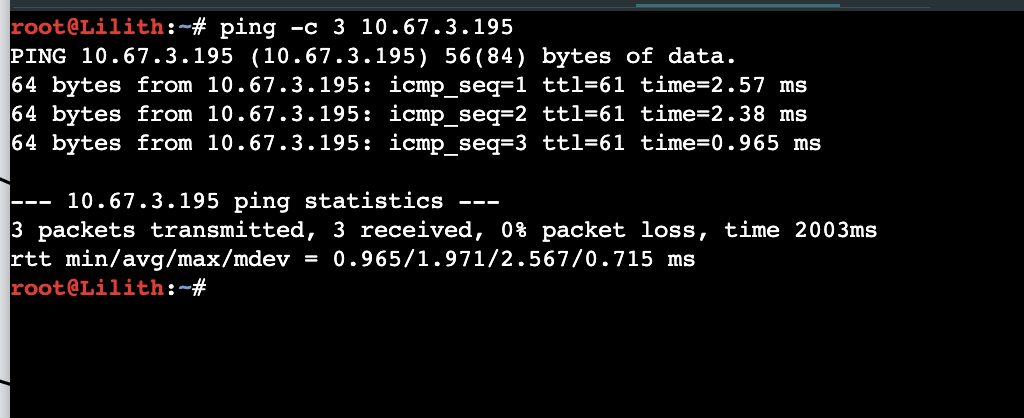 root@Lilith:~# ping -c 3 10.67.3.195
PING 10.67.3.195 (10.67.3.195) 56(84) bytes of data.
64 bytes from 10.67.3.195: icmp_seq=1 ttl=61 time=2.57 ms
64 bytes from 10.67.3.195: icmp_seq=2 ttl=61 time=2.38 ms
64 bytes from 10.67.3.195: icmp_seq=3 ttl=61 time=0.965 ms
--- 10.67.3.195 ping statistics ---
3 packets transmitted, 3 received, 0% packet loss, time 2003ms
rtt min/avg/max/mdev = 0.965/1.971/2.567/0.715 ms
root@Lilith:~#